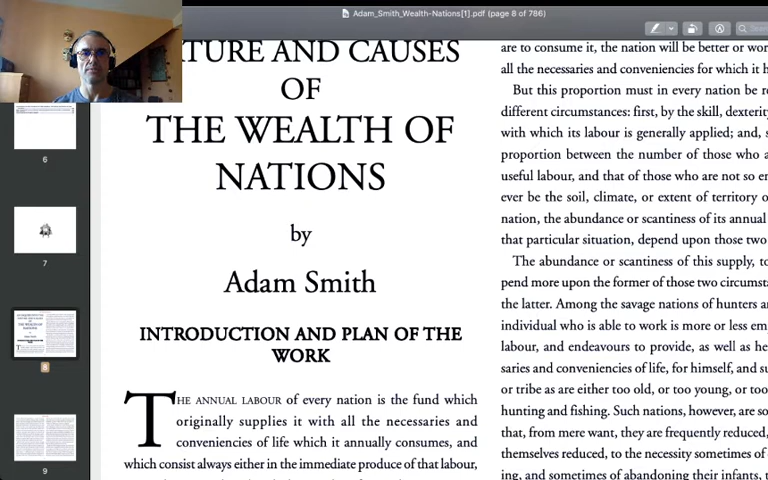 Adam_Smith_Wealth-Nations[1].pdf (page 8 of 786)
6
7
8
9
TURE AND CAUSES
OF
THE WEALTH OF
NATIONS
by
Adam Smith
INTRODUCTION AND PLAN OF THE
WORK
THE ANNUAL LABOUR of every nation is the fund which
originally supplies it with all the necessaries and
conveniencies of life which it annually consumes, and
which consist always either in the immediate produce of that labour,
are to consume it, the nation will be better or wor
all the necessaries and conveniencies for which it h
But this proportion must in every nation be r
different circumstances: first, by the skill, dexterit
with which its labour is generally applied; and, s
proportion between the number of those who a
useful labour, and that of those who are not so e
ever be the soil, climate, or extent of territory o
nation, the abundance or scantiness of its annual
that particular situation, depend upon those two
The abundance or scantiness of this supply, to
pend more upon the former of those two circumsta
the latter. Among the savage nations of hunters a
individual who is able to work is more or less em
labour, and endeavours to provide, as well as he
saries and conveniencies of life, for himself, and su
or tribe as are either too old, or too young, or too
hunting and fishing. Such nations, however, are so
that, from mere want, they are frequently reduced,
themselves reduced, to the necessity sometimes of
ing, and sometimes of abandoning their infants, t